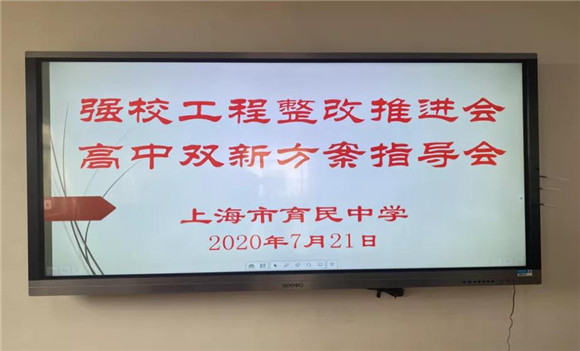 强校工程整改推进会
高中双新方案指导会
上海市育民中学
2020年7月21日